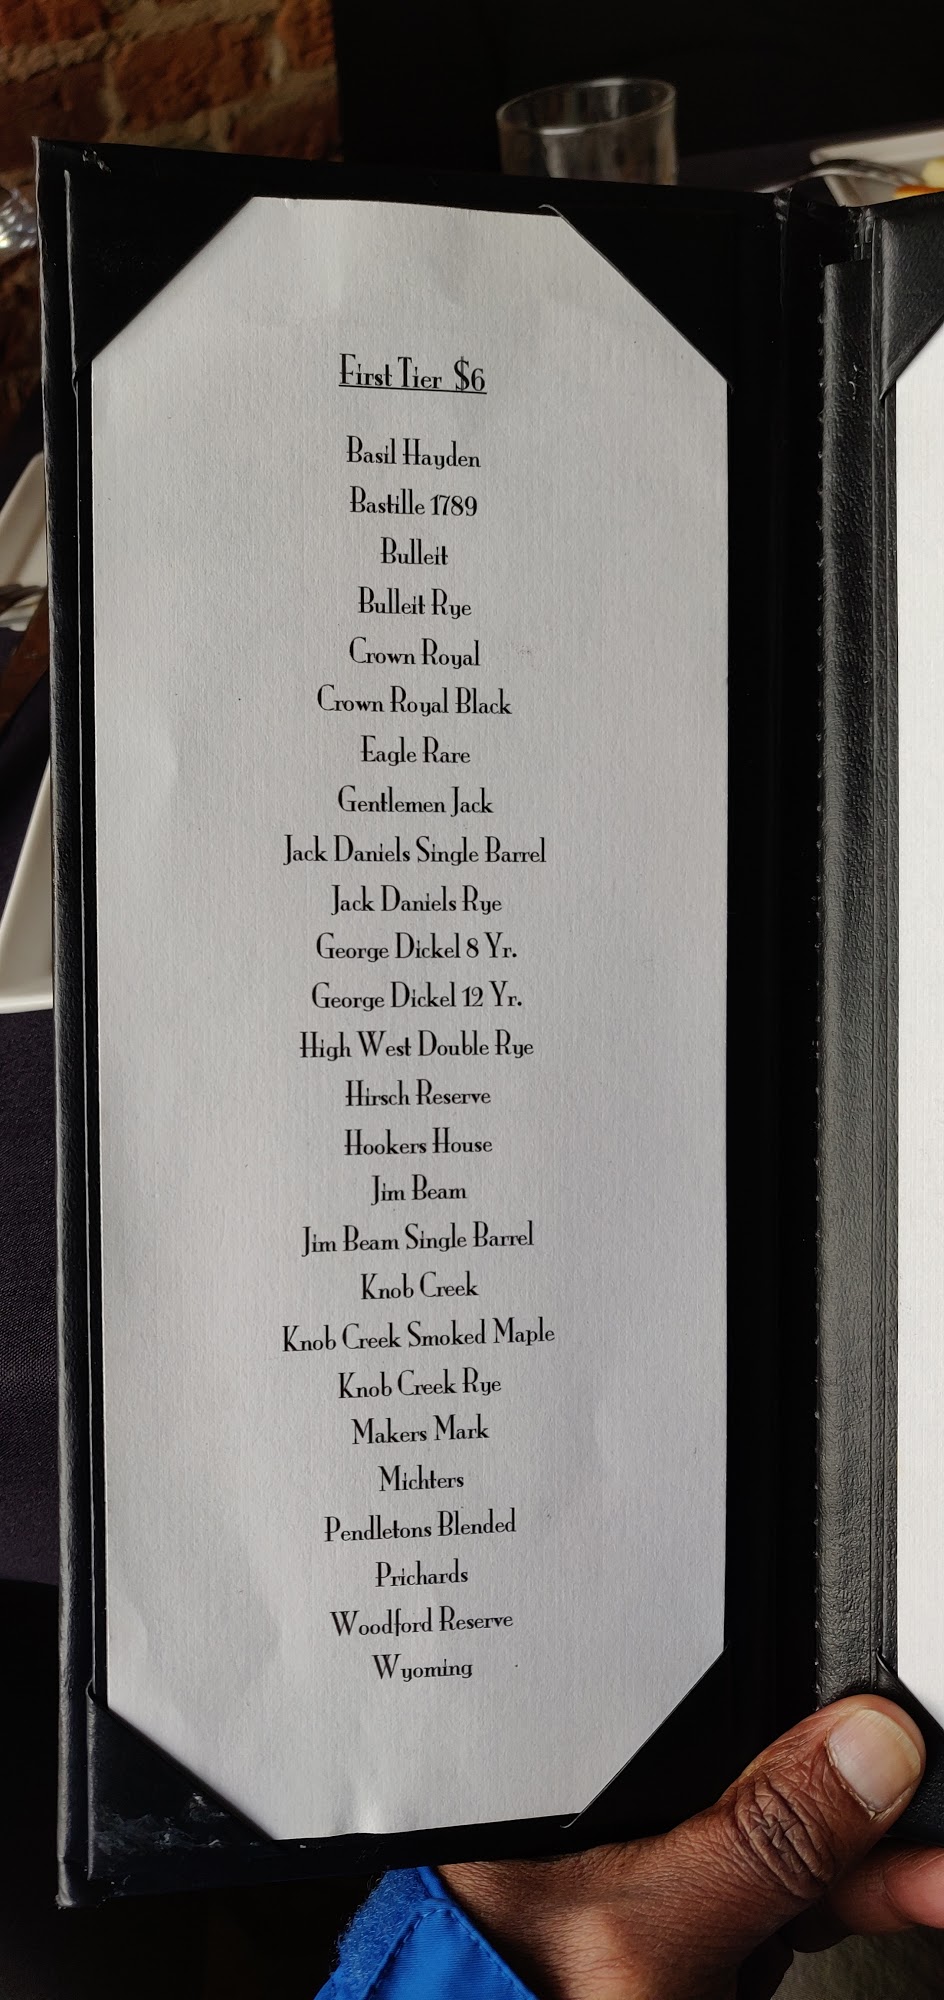 First Tier $6
Basil Hayden
Bastille 1789
Bulleit
Bulleit Rye
Crown Royal
Crown Royal Black
Eagle Rare
Gentlemen Jack
Jack Daniels Single Barrel
Jack Daniels Rye
George Dickel 8 Yr.
George Dickel 12 Yr.
High West Double Rye
Hirsch Reserve
Hookers House
Jim Beam
Jim Beam Single Barrel
Knob Creek
Knob Creek Smoked Maple
Knob Creek Rye
Makers Mark
Michters
Pendletons Blended
Prichards
Woodford Reserve
Wyoming